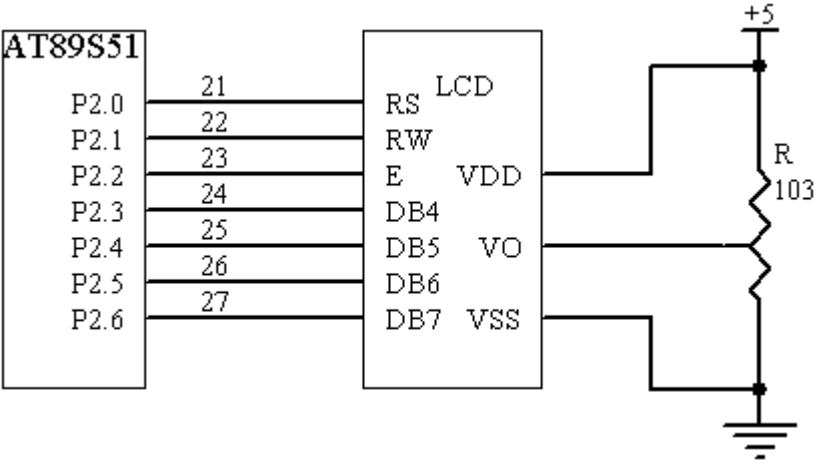 +5
AT89S51
LCD
P2.0 21 RS
P2.1 22 RW
P2.2 23 E VDD
R
103
P2.3 24 DB4
P2.4 25 DB5 VO
P2.5 26 DB6
P2.6 27 DB7 VSS